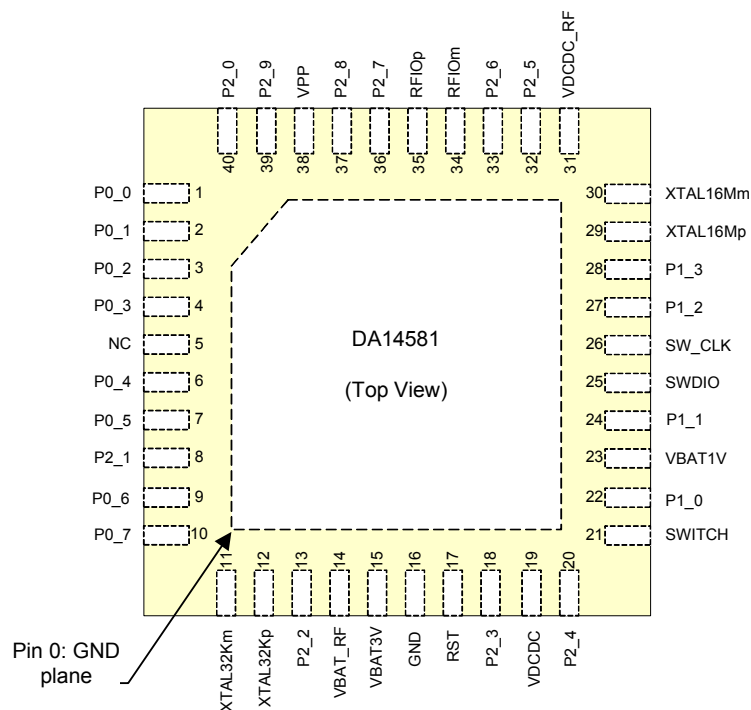 P2_0
P2_9
VPP
P2_8
P2_7
RFIOp
RFIOm
P2_6
P2_5
VDCDC_RF
40
39
38
37
36
35
34
33
32
31
P0_0 1
P0_1 2
P0_2 3
P0_3 4
NC 5
P0_4 6
P0_5 7
P2_1 8
P0_6 9
P0_7 10
DA14581
(Top View)
30 XTAL16Mm
29 XTAL16Mp
28 P1_3
27 P1_2
26 SW_CLK
25 SWDIO
24 P1_1
23 VBAT1V
22 P1_0
21 SWITCH
11
12
13
14
15
16
17
18
19
20
XTAL32Km
XTAL32Kp
P2_2
VBAT_RF
VBAT3V
GND
RST
P2_3
VDCDC
P2_4
Pin 0: GND
plane